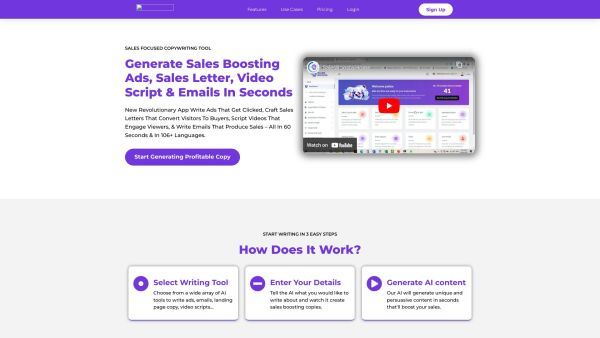 Features
Use Cases
Pricing
Login
Sign Up
SALES FOCUSED COPYWRITING TOOL
Generate Sales Boosting
Ads, Sales Letter, Video
Script & Emails In Seconds
New Revolutionary App Write Ads That Get Clicked, Craft Sales
Letters That Convert Visitors To Buyers, Script Videos That
Engage Viewers, & Write Emails That Produce Sales – All In 60
Seconds & In 106+ Languages.
Start Generating Profitable Copy
41
Watch on YouTube
START WRITING IN 3 EASY STEPS
How Does It Work?
Select Writing Tool
Choose from a wide array of AI
tools to write ads, emails, landing
page copy, video scripts...
Enter Your Details
Tell the AI what you would like to
write about and watch it create
sales boosting copies.
Generate AI content
Our AI will generate unique and
persuasive content in seconds
that'll boost your sales.